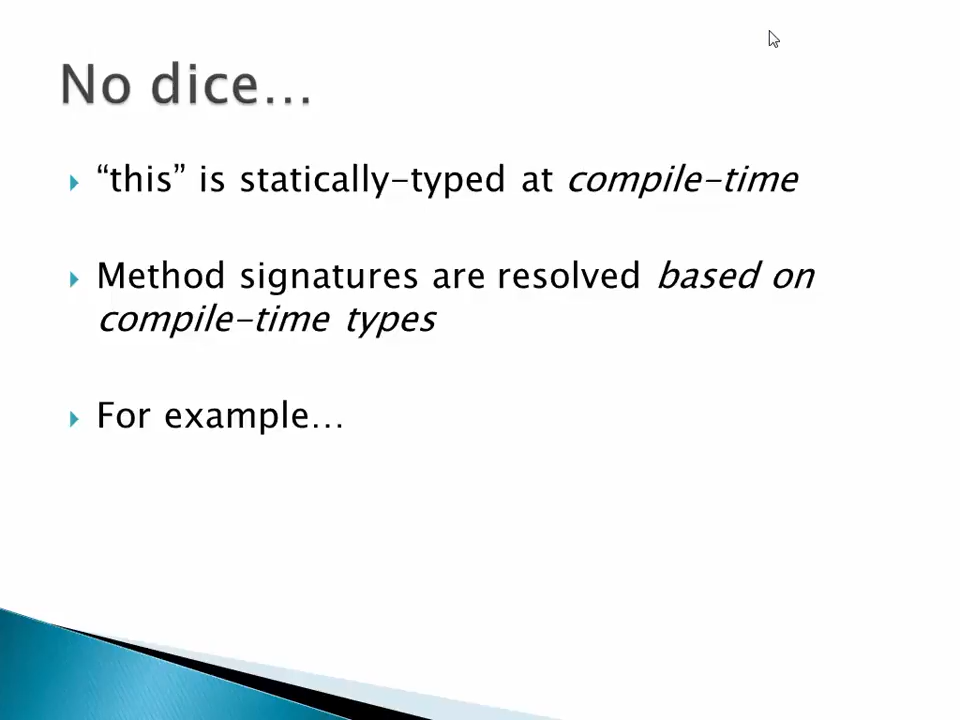 No dice…
“this” is statically-typed at compile-time
Method signatures are resolved based on
compile-time types
For example…